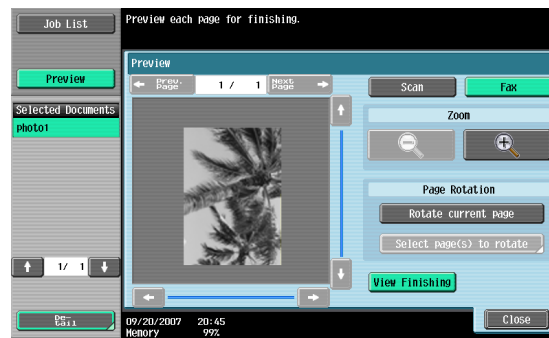 Job List
Preview each page for finishing.
Preview
Preview
Prev. Page
1 / 1
Next Page
Scan
Fax
Selected Documents
photo1
Zoom
Page Rotation
Rotate current page
Select page(s) to rotate
1/ 1
View Finishing
De-
tail
09/20/2007 20:45
Memory 99%
Close